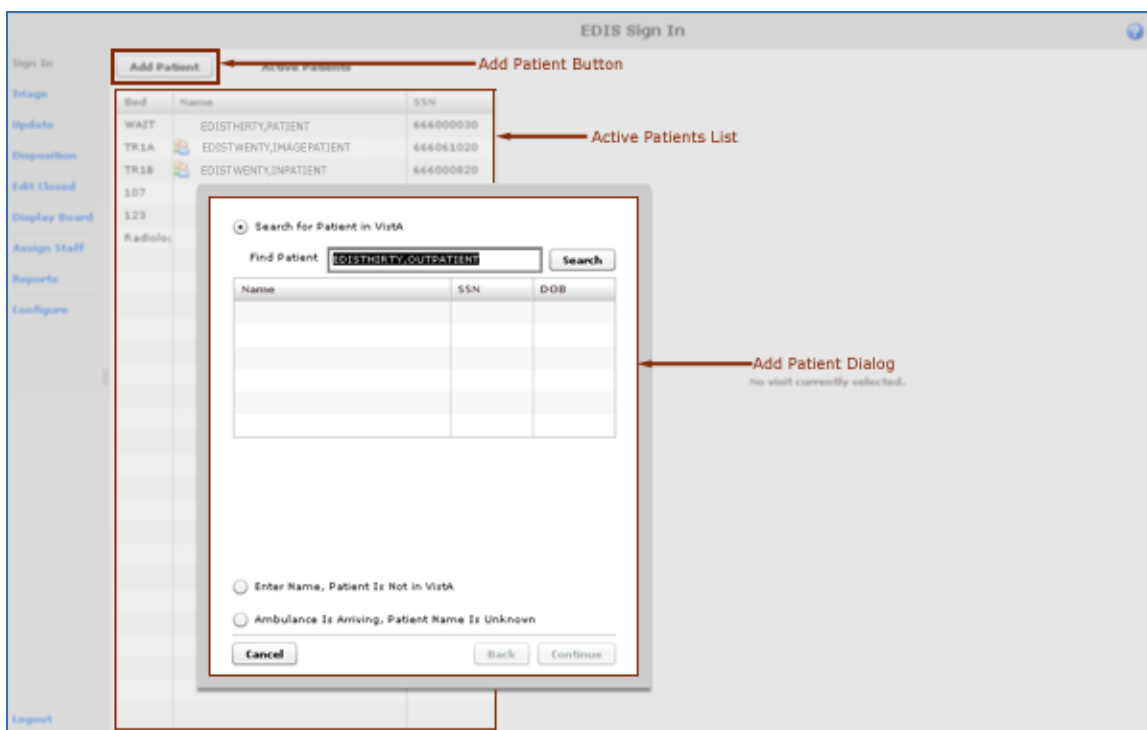 EDIS Sign In
Sign In
Add Patient
Active Patients
Add Patient Button
Triage
Update
Disposition
Edit Closed
Display Board
Assign Staff
Reports
Configure
Logout
Bed Name SSN
WAIT EDISTHIRTY,PATIENT 666000030
TR1A EDISTWENTY,IMAGEPATIENT 666061020
TR1B EDISTWENTY,INPATIENT 666000820
107
123
Radiolog
Active Patients List
Search for Patient in VistA
Find Patient EDISTHIRTY,OUTPATIENT Search
Name SSN DOB
Add Patient Dialog
No visit currently selected.
Enter Name, Patient Is Not in VistA
Ambulance Is Arriving, Patient Name Is Unknown
Cancel Back Continue